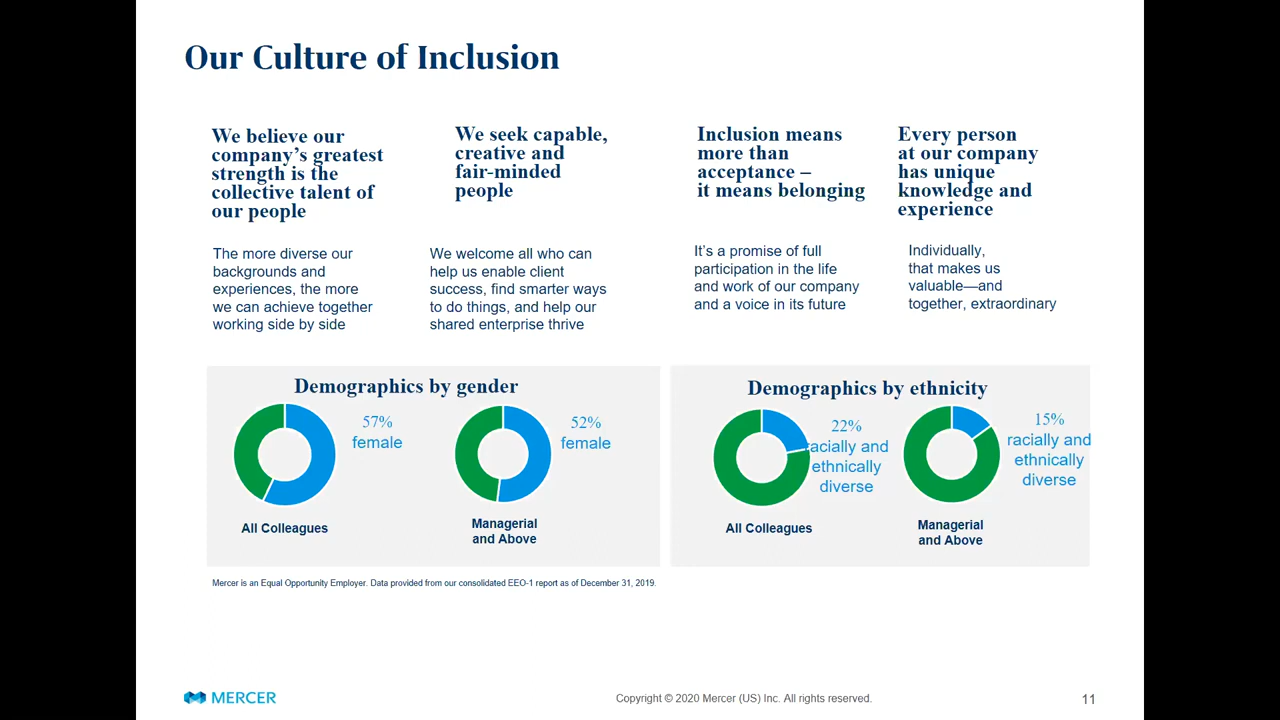 Our Culture of Inclusion
We believe our
company's greatest
strength is the
collective talent of
our people
The more diverse our
backgrounds and
experiences, the more
we can achieve together
working side by side
We seek capable,
creative and
fair-minded
people
We welcome all who can
help us enable client
success, find smarter ways
to do things, and help our
shared enterprise thrive
Inclusion means
more than
acceptance –
it means belonging
It's a promise of full
participation in the life
and work of our company
and a voice in its future
Every person
at our company
has unique
knowledge and
experience
Individually,
that makes us
valuable—and
together, extraordinary
Demographics by gender
57%
female
All Colleagues
52%
female
Managerial
and Above
Demographics by ethnicity
22%
racially and
ethnically
diverse
All Colleagues
15%
racially and
ethnically
diverse
Managerial
and Above
Mercer is an Equal Opportunity Employer. Data provided from our consolidated EEO-1 report as of December 31, 2019.
MERCER
Copyright © 2020 Mercer (US) Inc. All rights reserved.
11